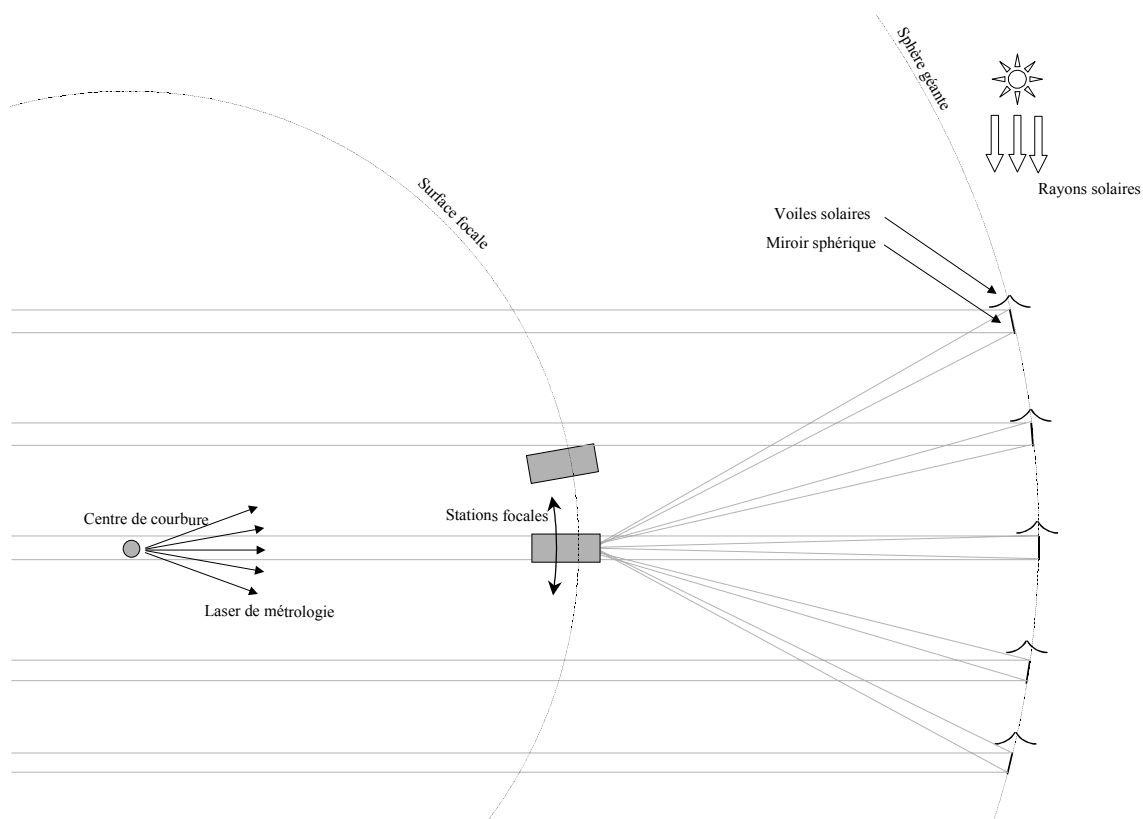 Sphère géante
Rayons solaires
Surface focale
Voiles solaires
Miroir sphérique
Stations focales
Centre de courbure
Laser de métrologie